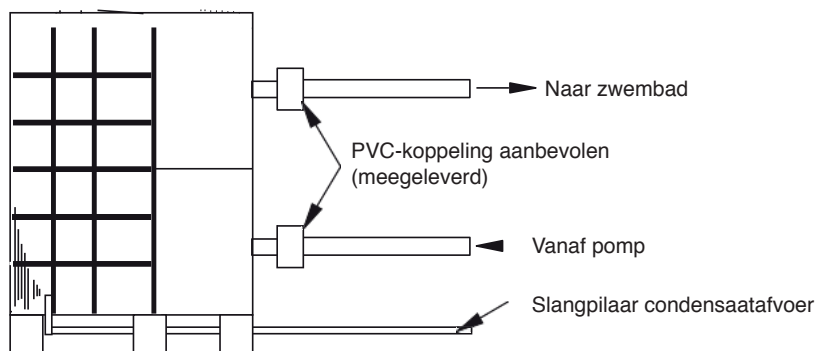 Naar zwembad
PVC-koppeling aanbevolen
(meegeleverd)
Vanaf pomp
Slangpilaar condensaatafvoer